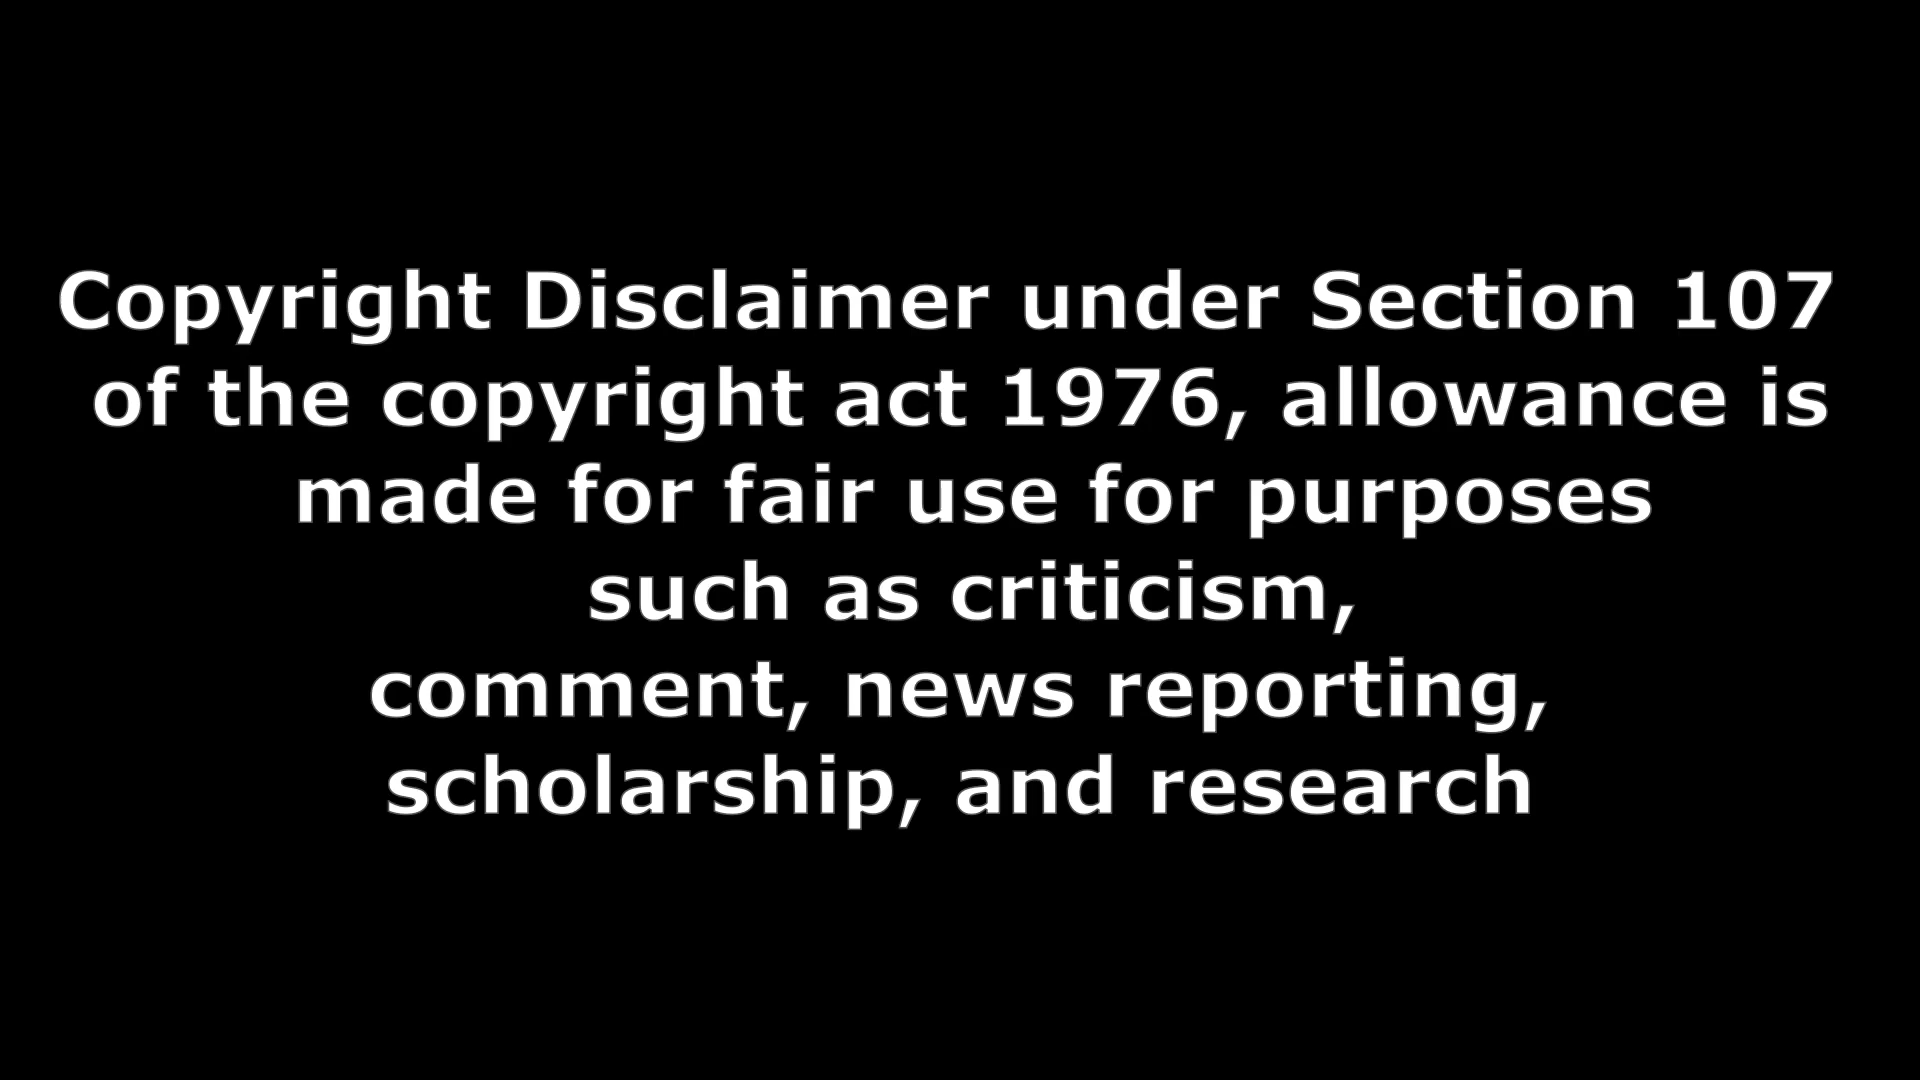 Copyright Disclaimer under Section 107
of the copyright act 1976, allowance is
made for fair use for purposes
such as criticism,
comment, news reporting,
scholarship, and research